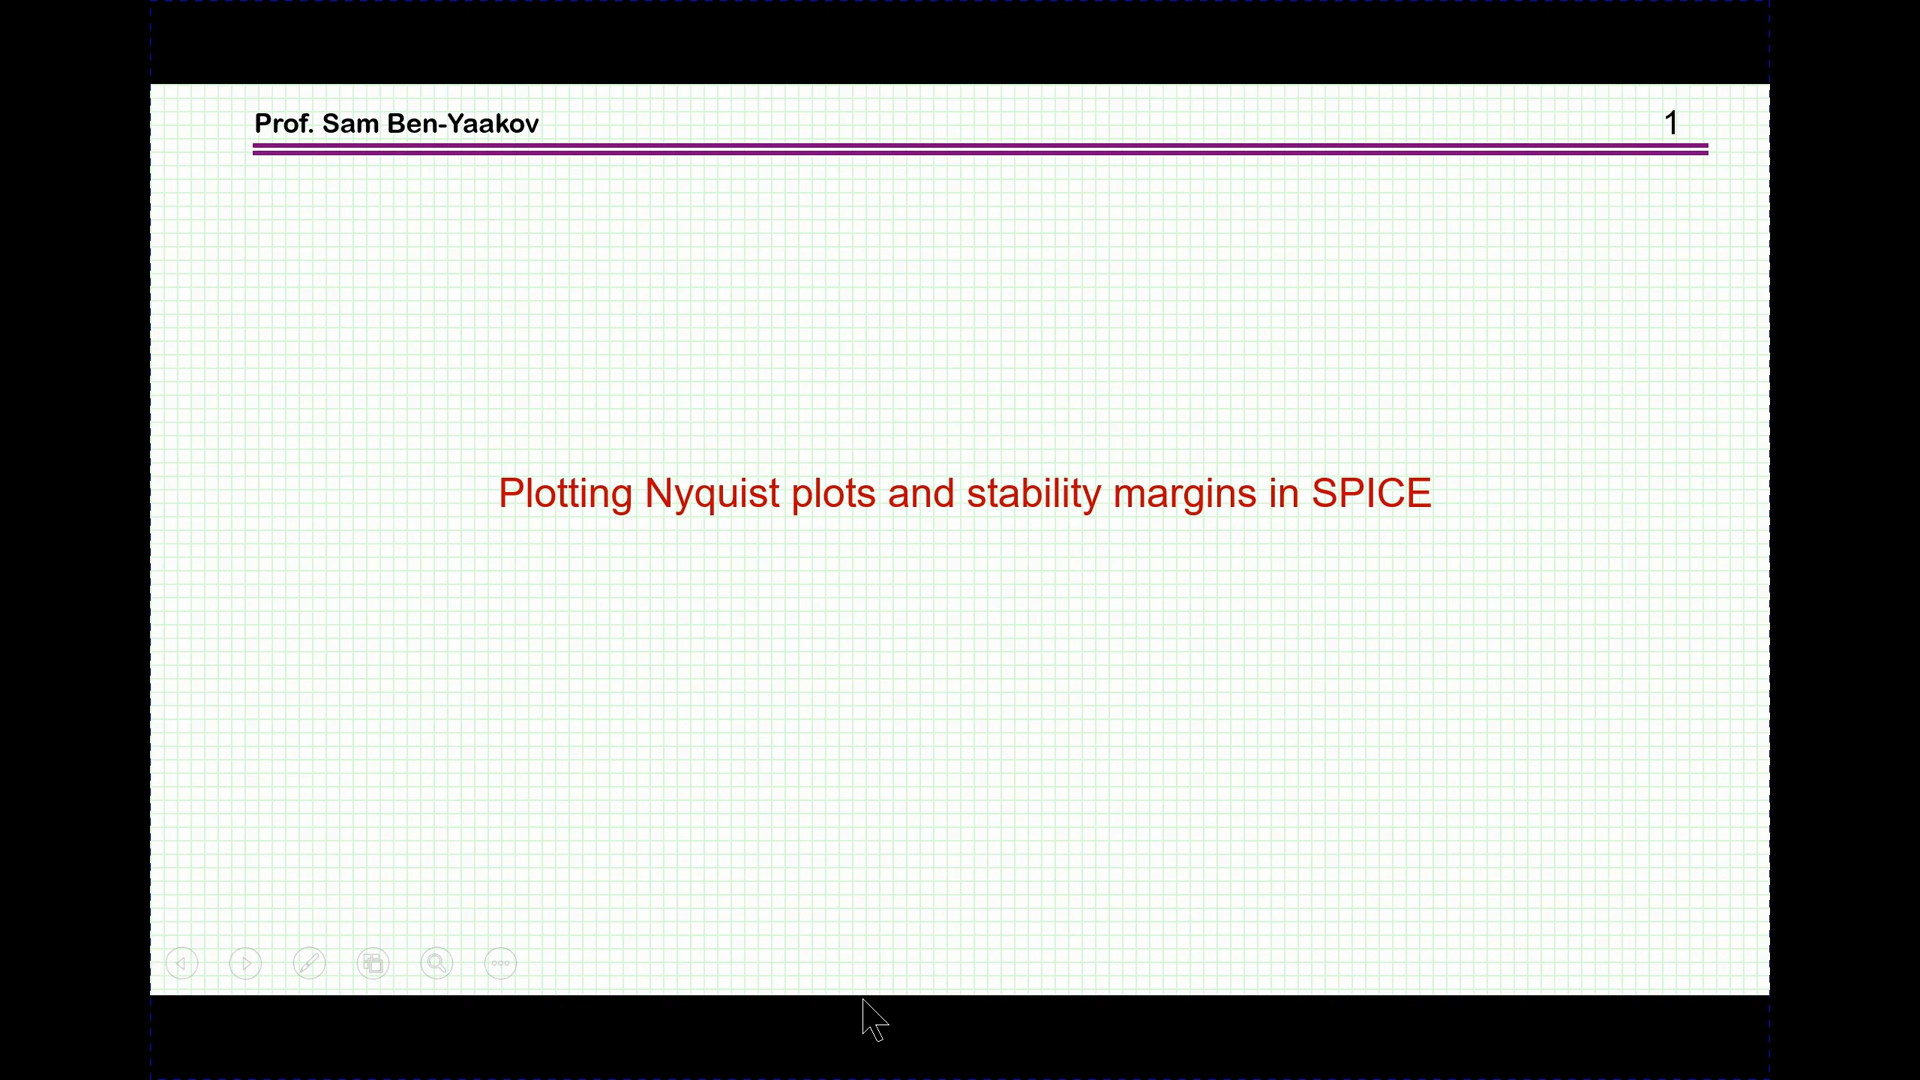 Prof. Sam Ben-Yaakov
1
Plotting Nyquist plots and stability margins in SPICE